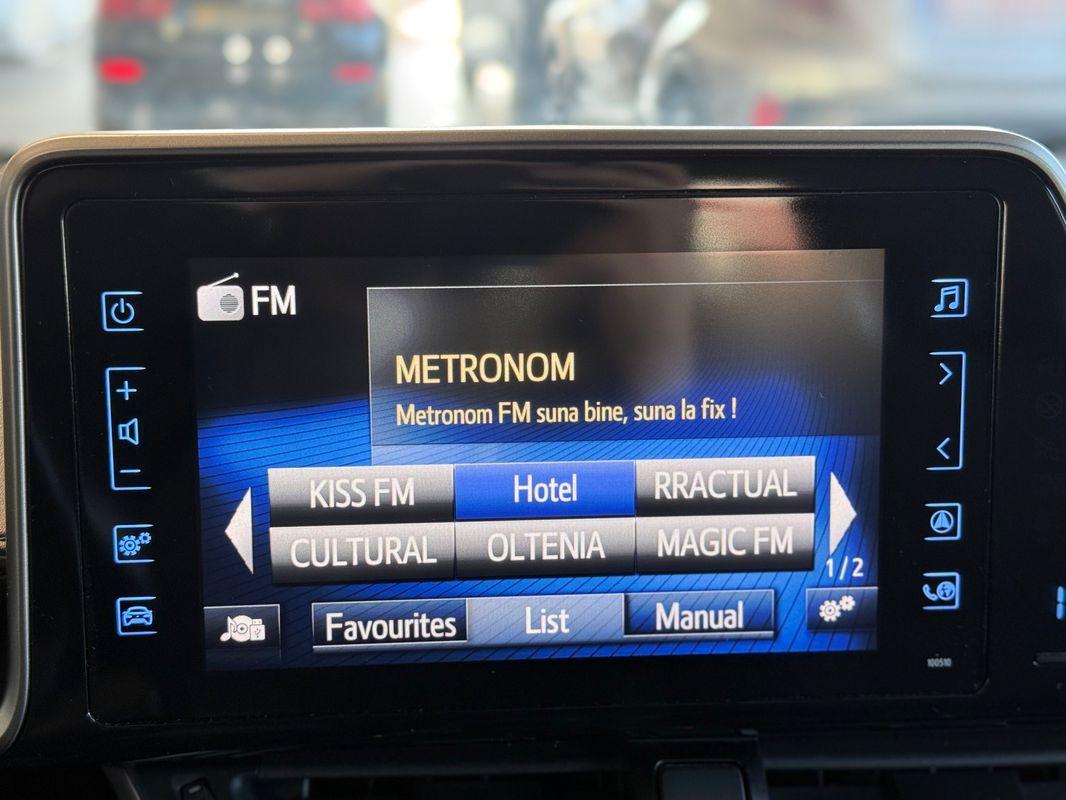 FM
METRONOM
Metronom FM suna bine, suna la fix !
KISS FM Hotel RRACTUAL
CULTURAL OLTENIA MAGIC FM
1 / 2
Favourites List Manual
100510